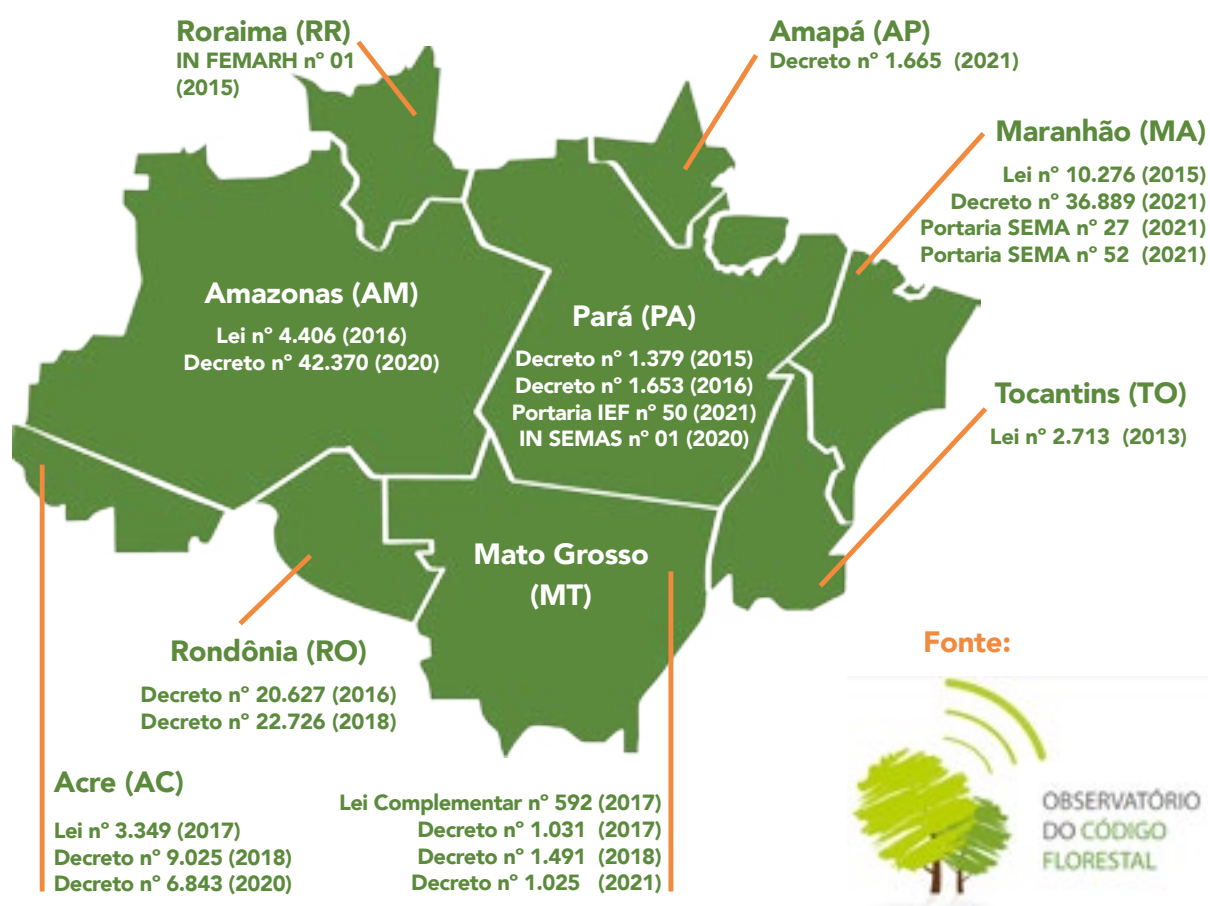 Roraima (RR)
IN FEMARH nº 01
(2015)
Amapá (AP)
Decreto nº 1.665 (2021)
Maranhão (MA)
Lei nº 10.276 (2015)
Decreto nº 36.889 (2021)
Portaria SEMA nº 27 (2021)
Portaria SEMA nº 52 (2021)
Amazonas (AM)
Lei nº 4.406 (2016)
Decreto nº 42.370 (2020)
Pará (PA)
Decreto nº 1.379 (2015)
Decreto nº 1.653 (2016)
Portaria IEF nº 50 (2021)
IN SEMAS nº 01 (2020)
Tocantins (TO)
Lei nº 2.713 (2013)
Mato Grosso
(MT)
Rondônia (RO)
Decreto nº 20.627 (2016)
Decreto nº 22.726 (2018)
Acre (AC)
Lei nº 3.349 (2017)
Decreto nº 9.025 (2018)
Decreto nº 6.843 (2020)
Lei Complementar nº 592 (2017)
Decreto nº 1.031 (2017)
Decreto nº 1.491 (2018)
Decreto nº 1.025 (2021)
Fonte:
OBSERVATÓRIO
DO CÓDIGO
FLORESTAL